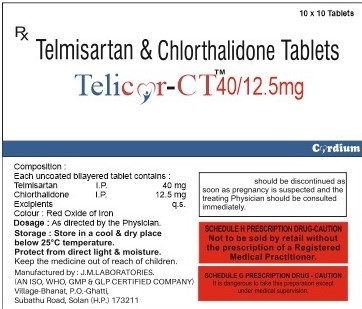 10 x 10 Tablets
Rx
Telmisartan & Chlorthalidone Tablets
Telicor-CT™ 40/12.5mg
Cordium
Composition :
Each uncoated bilayered tablet contains :
Telmisartan I.P. 40 mg
Chlorthalidone I.P. 12.5 mg
Excipients q.s.
Colour : Red Oxide of Iron
Dosage : As directed by the Physician.
Storage : Store in a cool & dry place
below 25°C temperature.
Protect from direct light & moisture.
Keep the medicine out of reach of children.
Manufactured by : J.M.LABORATORIES.
(AN ISO, WHO, GMP & GLP CERTIFIED COMPANY)
Village-Bhanat, P.O.-Ghatti,
Subathu Road, Solan (H.P.) 173211
should be discontinued as
soon as pregnancy is suspected and the
treating Physician should be consulted
immediately.
SCHEDULE H PRESCRIPTION DRUG-CAUTION
Not to be sold by retail without
the prescription of a Registered
Medical Practitioner.
SCHEDULE G PRESCRIPTION DRUG - CAUTION
It is dangerous to take this preparation except
under medical supervision.